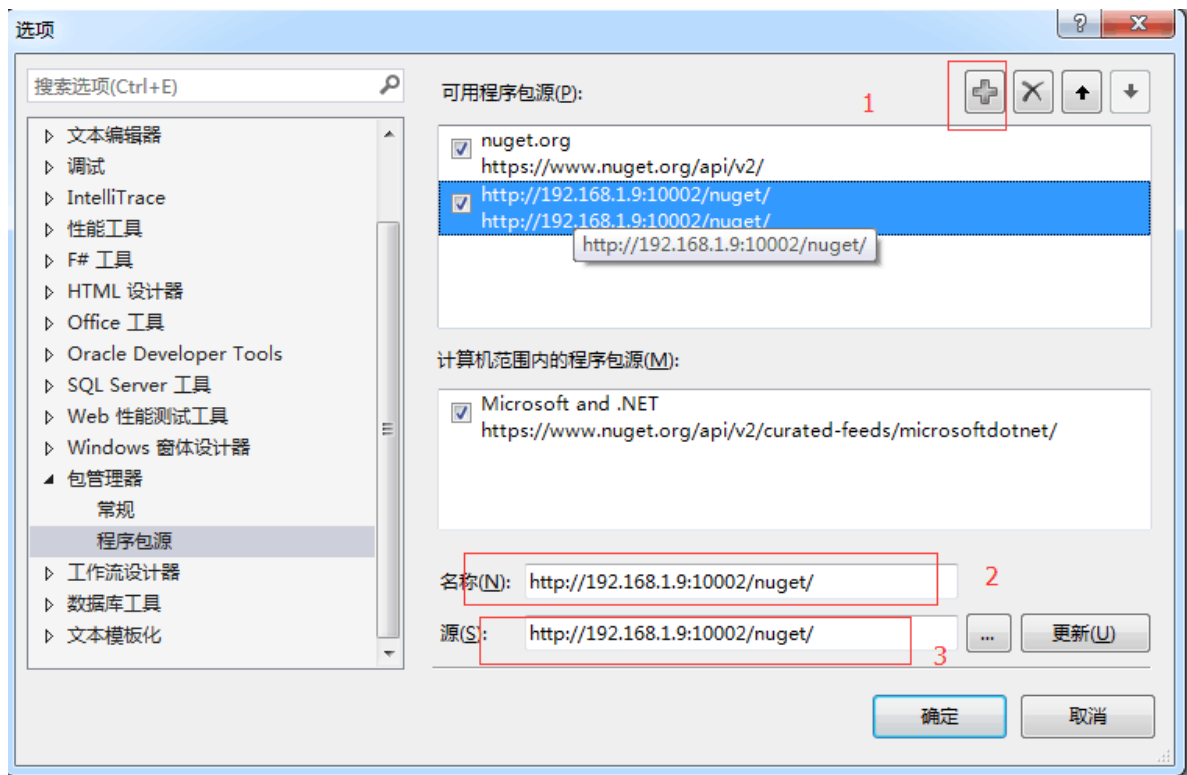 选项
搜索选项(Ctrl+E)
文本编辑器
调试
IntelliTrace
性能工具
F# 工具
HTML 设计器
Office 工具
Oracle Developer Tools
SQL Server 工具
Web 性能测试工具
Windows 窗体设计器
包管理器
常规
程序包源
工作流设计器
数据库工具
文本模板化
可用程序包源(P):
1
nuget.org
https://www.nuget.org/api/v2/
http://192.168.1.9:10002/nuget/
http://192.168.1.9:10002/nuget/
http://192.168.1.9:10002/nuget/
计算机范围内的程序包源(M):
Microsoft and .NET
https://www.nuget.org/api/v2/curated-feeds/microsoftdotnet/
名称(N): http://192.168.1.9:10002/nuget/ 2
源(S): http://192.168.1.9:10002/nuget/ ... 更新(U)
3
确定 取消